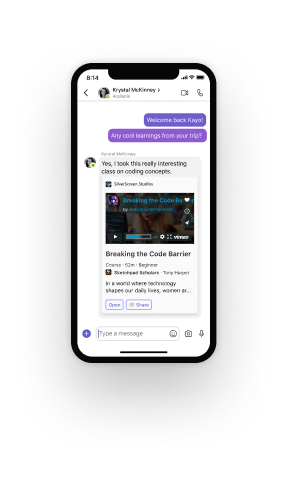 8:14
Krystal McKinney
Available
Welcome back Kayo!
Any cool learnings from your trip?
Krystal McKinney
Yes, I took this really interesting
class on coding concepts.
SilverScreen Studios
Breaking the Code Ba
by
vimeo
Breaking the Code Barrier
Course · 52m · Beginner
Sketchpad Scholars · Tony Harper
In a world where technology
shapes our daily lives, women ar...
Open
Share
Type a message